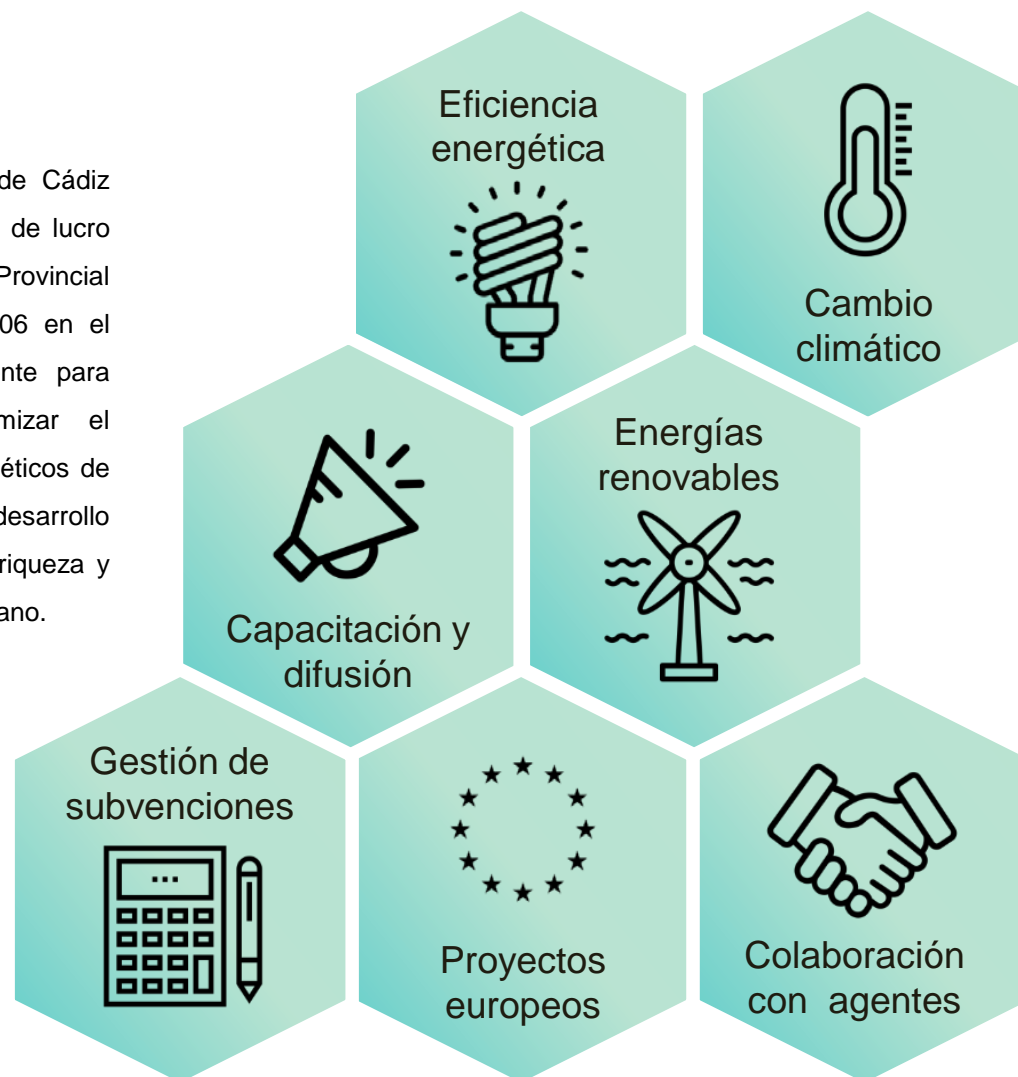 de Cádiz
de lucro
Provincial
06 en el
nte para
mizar el
éticos de
desarrollo
riqueza y
ano.
Eficiencia
energética
Cambio
climático
Capacitación y
difusión
Energías
renovables
Gestión de
subvenciones
Proyectos
europeos
Colaboración
con agentes